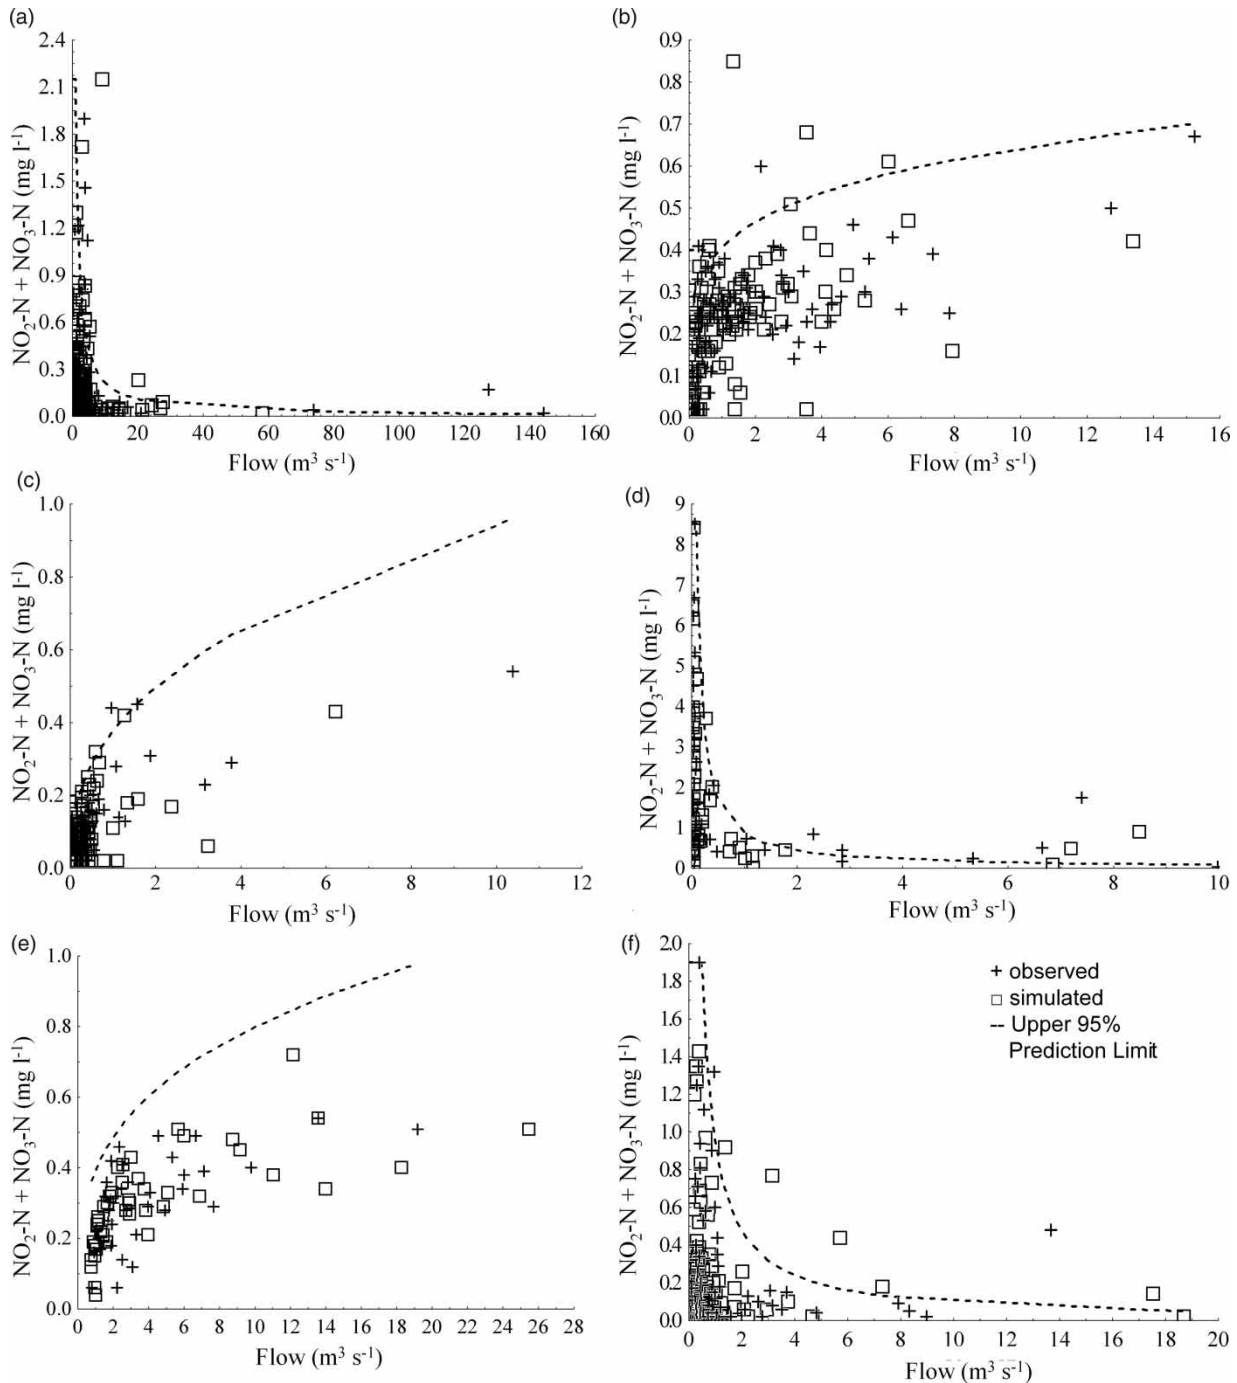 (a)
2.4
2.1
1.8
1.5
1.2
0.9
0.6
0.3
0.0
0 20 40 60 80 100 120 140 160
NO2-N + NO3-N (mg l-1)
Flow (m3 s-1)
(b)
0.9
0.8
0.7
0.6
0.5
0.4
0.3
0.2
0.1
0.0
0 2 4 6 8 10 12 14 16
NO2-N + NO3-N (mg l-1)
Flow (m3 s-1)
(c)
1.0
0.8
0.6
0.4
0.2
0.0
0 2 4 6 8 10 12
NO2-N + NO3-N (mg l-1)
Flow (m3 s-1)
(d)
9
8
7
6
5
4
3
2
1
0
0 2 4 6 8 10
NO2-N + NO3-N (mg l-1)
Flow (m3 s-1)
(e)
1.0
0.8
0.6
0.4
0.2
0.0
0 2 4 6 8 10 12 14 16 18 20 22 24 26 28
NO2-N + NO3-N (mg l-1)
Flow (m3 s-1)
(f)
2.0
1.8
1.6
1.4
1.2
1.0
0.8
0.6
0.4
0.2
0.0
0 2 4 6 8 10 12 14 16 18 20
NO2-N + NO3-N (mg l-1)
Flow (m3 s-1)
observed
simulated
Upper 95%
Prediction Limit